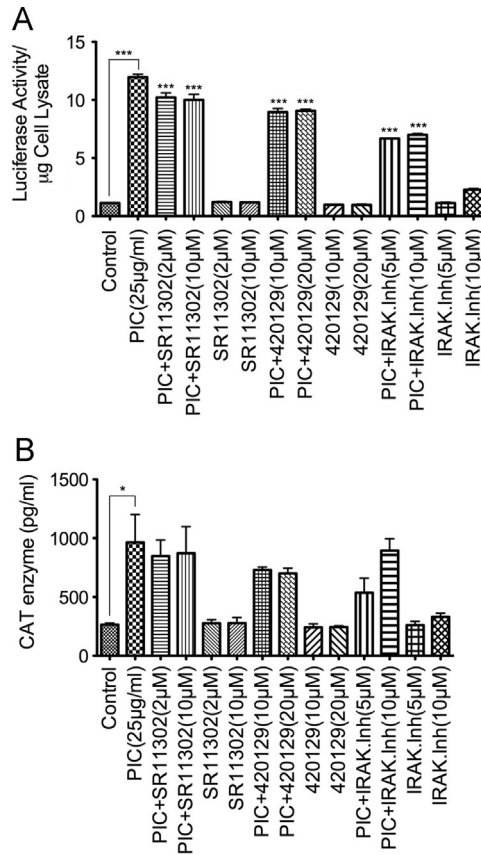 A
Luciferase Activity/
µg Cell Lysate
15
10
5
0
***
***
***
***
***
***
***
Control
PIC(25µg/ml)
PIC+SR11302(2µM)
PIC+SR11302(10µM)
SR11302(2µM)
SR11302(10µM)
PIC+420129(10µM)
PIC+420129(20µM)
420129(10µM)
420129(20µM)
PIC+IRAK.Inh(5µM)
PIC+IRAK.Inh(10µM)
IRAK.Inh(5µM)
IRAK.Inh(10µM)
B
CAT enzyme (pg/ml)
1500
1000
500
0
*
Control
PIC(25µg/ml)
PIC+SR11302(2µM)
PIC+SR11302(10µM)
SR11302(2µM)
SR11302(10µM)
PIC+420129(10µM)
PIC+420129(20µM)
420129(10µM)
420129(20µM)
PIC+IRAK.Inh(5µM)
PIC+IRAK.Inh(10µM)
IRAK.Inh(5µM)
IRAK.Inh(10µM)